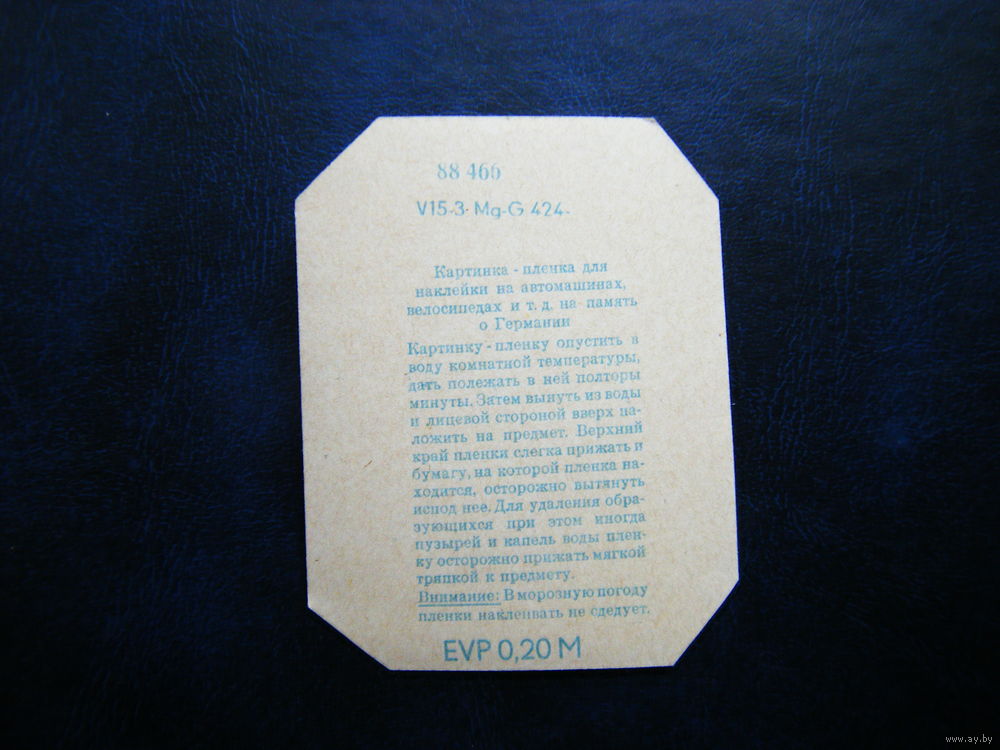 88 466
V15-3-Mg-G 424-
Картинка - пленка для
наклейки на автомашинах,
велосипедах и т. д. на память
о Германии
Картинку - пленку опустить в
воду комнатной температуры,
дать полежать в ней полторы
минуты. Затем вынуть из воды
и лицевой стороной вверх на-
ложить на предмет. Верхний
край пленки слегка прижать и
бумагу, на которой пленка на-
ходится, осторожно вытянуть
испод нее. Для удаления обра-
зующихся при этом иногда
пузырей и капель воды плен-
ку осторожно прижать мягкой
тряпкой к предмету.
Внимание: В морозную погоду
пленки наклеивать не следует.
EVP 0,20 M
www.ay.by